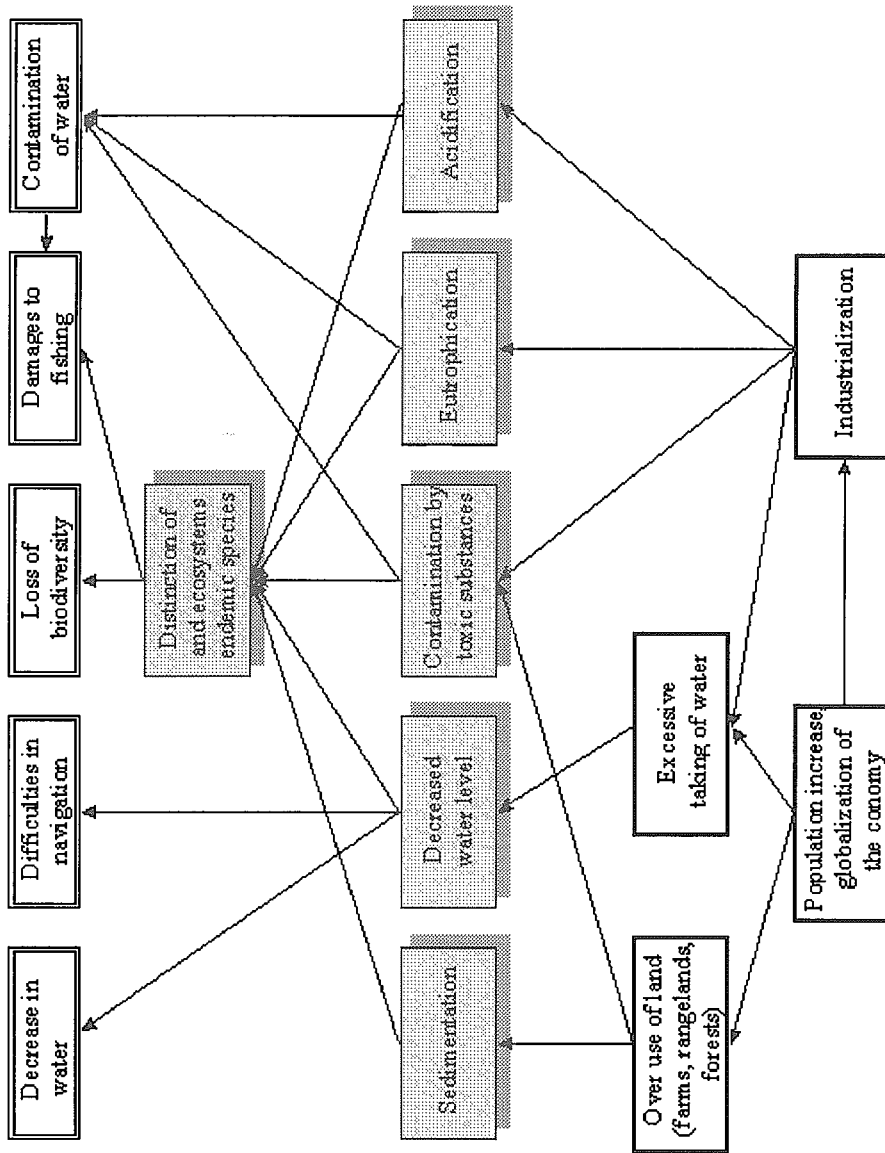 Decrease in
water
Difficulties in
navigation
Loss of
biodiversity
Damages to
fishing
Contamination
of water
Distinction of
and ecosystems
endemic species
Sedimentation
Decreased
water level
Contamination by
toxic substances
Eutrophication
Acidification
Over use of land
(farms, rangelands,
forests)
Excessive
taking of water
Population increase,
globalization of
the conomy
Industrialization